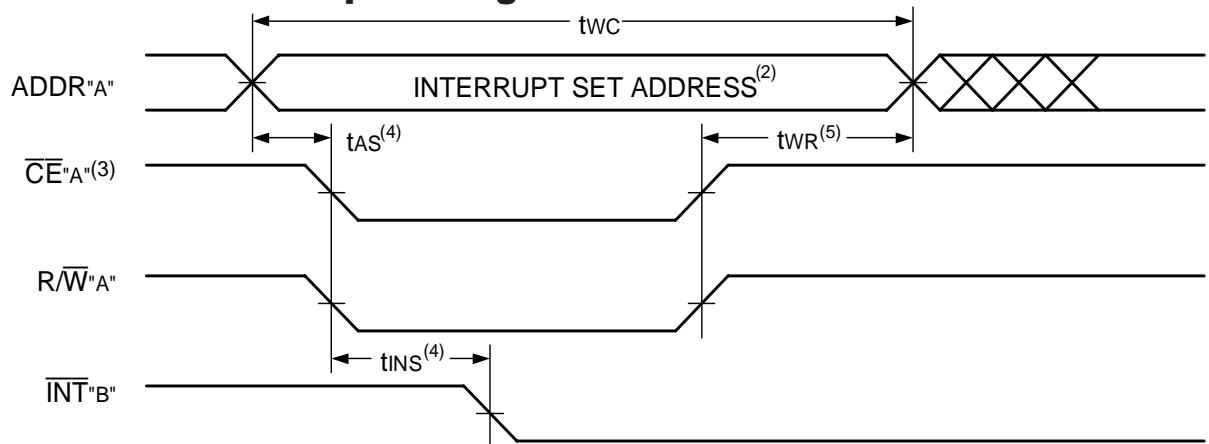 tWC
ADDR"A"
INTERRUPT SET ADDRESS(2)
tAS(4)
tWR(5)
CE"A"(3)
R/W"A"
tINS(4)
INT"B"